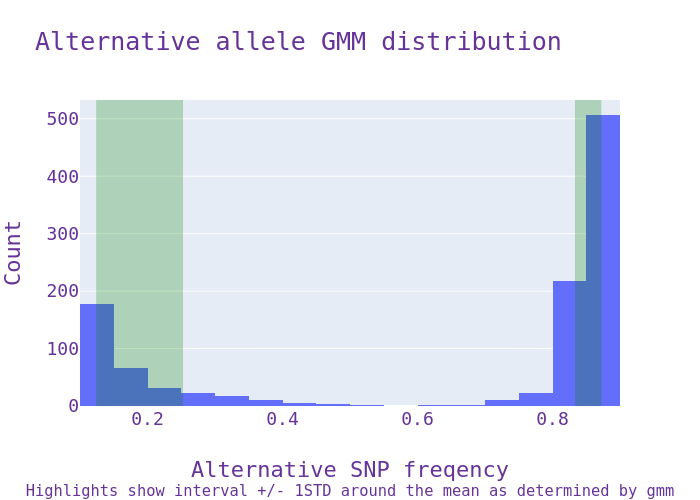 Alternative allele GMM distribution
500
400
300
200
100
0
Count
0.2
0.4
0.6
0.8
Alternative SNP freqency
Highlights show interval +/- 1STD around the mean as determined by gmm